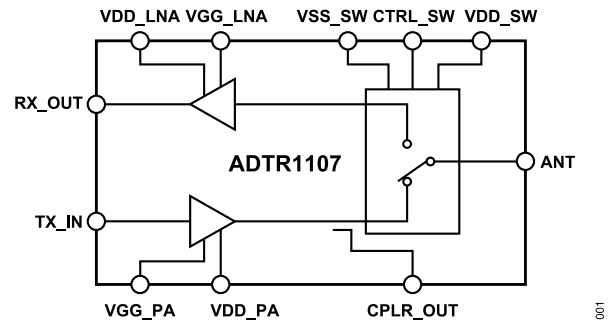 VDD_LNA VGG_LNA VSS_SW CTRL_SW VDD_SW
RX_OUT
ADTR1107
ANT
TX_IN
VGG_PA VDD_PA CPLR_OUT
001